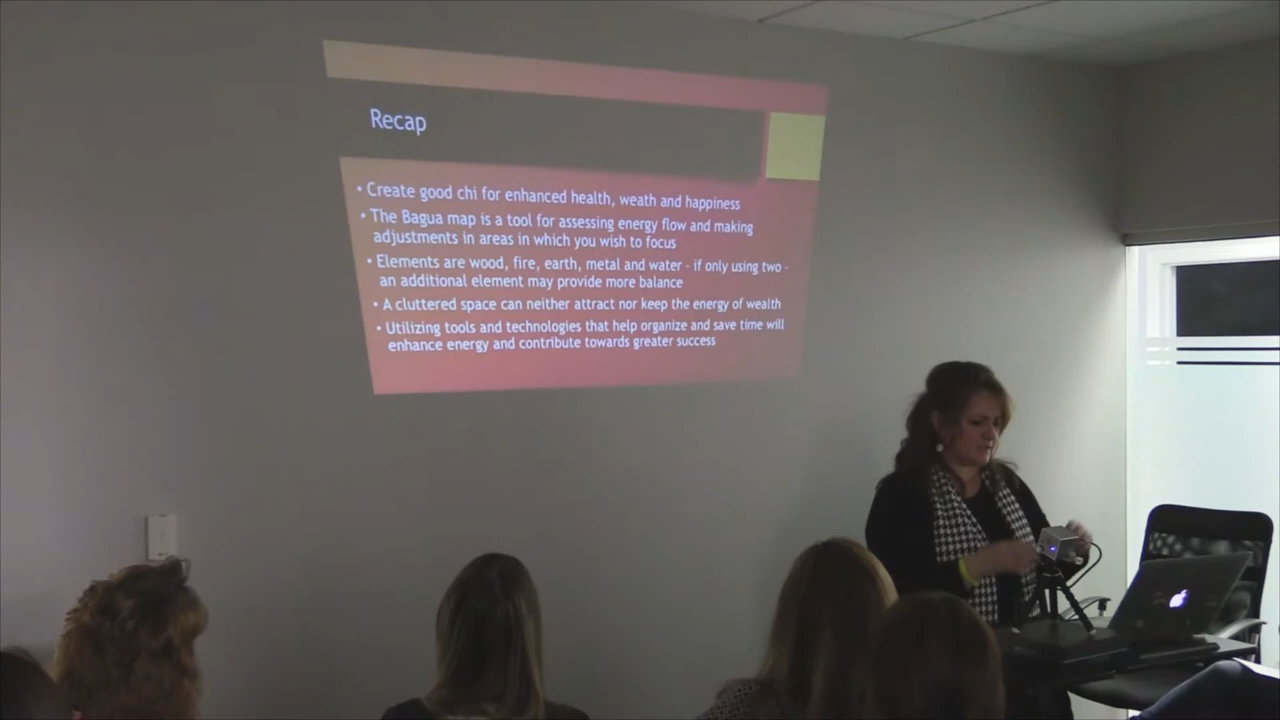 Recap
• Create good chi for enhanced health, weath and happiness
• The Bagua map is a tool for assessing energy flow and making
adjustments in areas in which you wish to focus
• Elements are wood, fire, earth, metal and water - if only using two -
an additional element may provide more balance
• A cluttered space can neither attract nor keep the energy of wealth
• Utilizing tools and technologies that help organize and save time will
enhance energy and contribute towards greater success